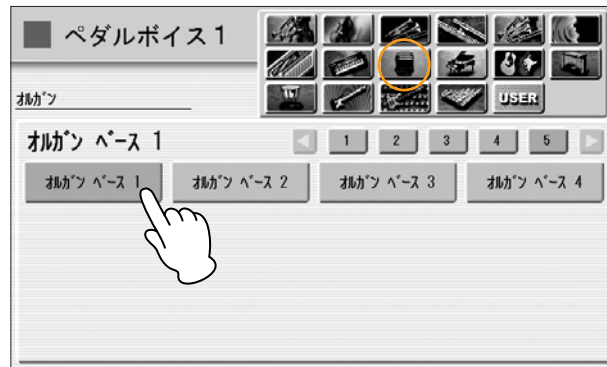 ペダルボイス1
USER
オルガン
オルガン ベース 1
1 2 3 4 5
オルガン ベース 1 オルガン ベース 2 オルガン ベース 3 オルガン ベース 4